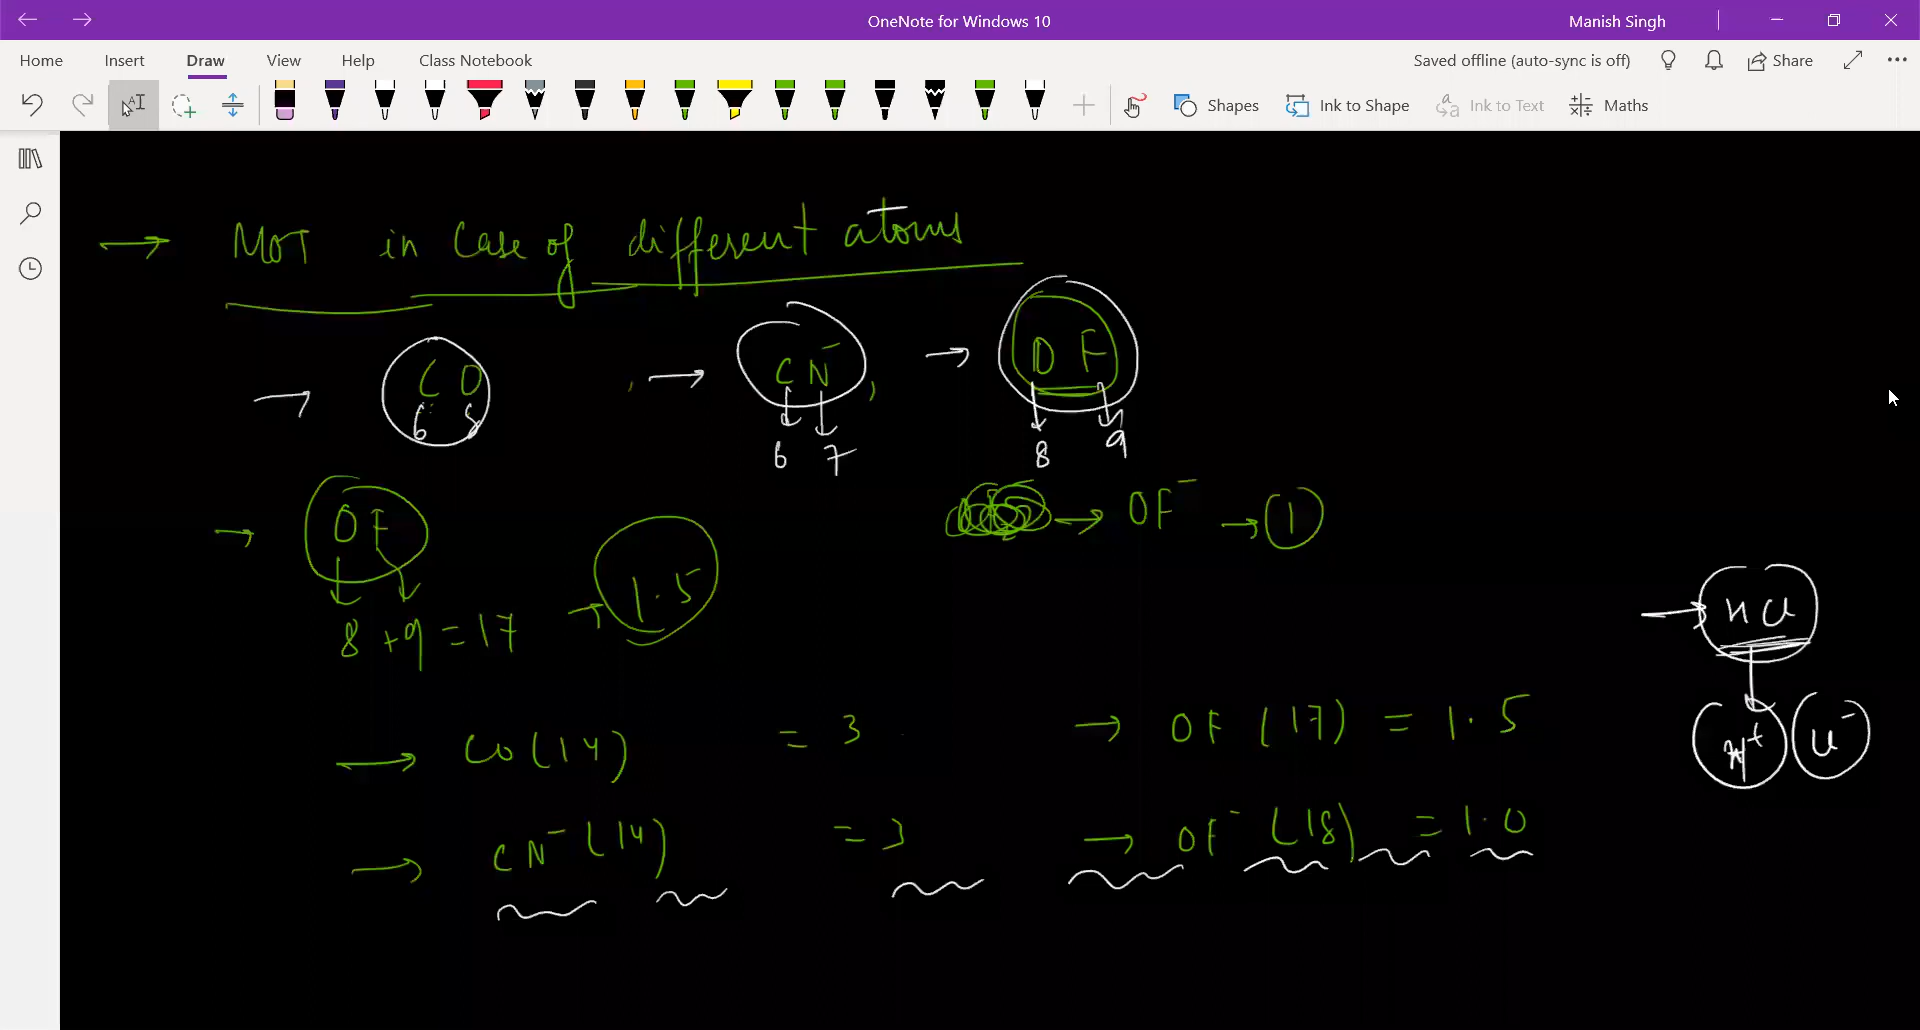 OneNote for Windows 10
Manish Singh
Home Insert Draw View Help Class Notebook
Saved offline (auto-sync is off) Share
Shapes Ink to Shape Ink to Text Maths
→ MOT in Case of different atoms
→ CO , → CN⁻ , → OF
6 8 6 7 8 9
→ OF → OF⁻ → 1
8 + 9 = 17 → 1.5
→ HCl
H⁺ Cl⁻
→ CO (14) = 3 → OF (17) = 1.5
→ CN⁻ (14) = 3 → OF⁻ (18) = 1.0